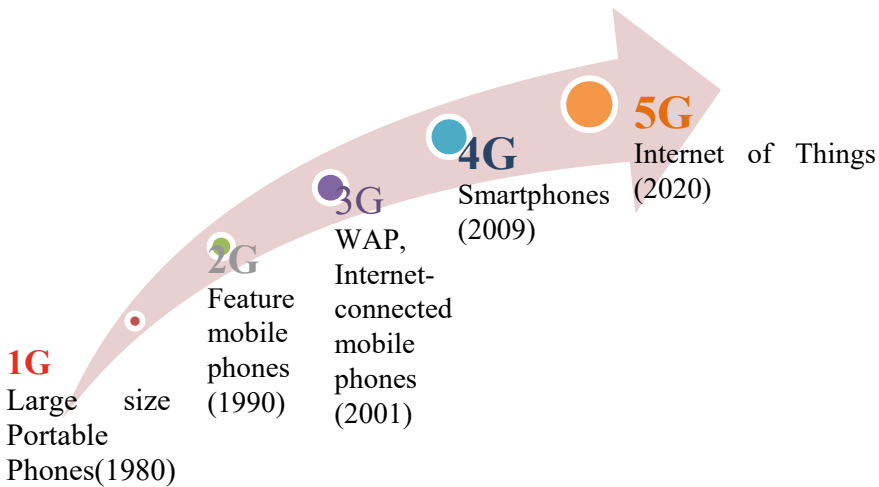 1G
Large size
Portable
Phones(1980)
2G
Feature
mobile
phones
(1990)
3G
WAP,
Internet-
connected
mobile
phones
(2001)
4G
Smartphones
(2009)
5G
Internet of Things
(2020)